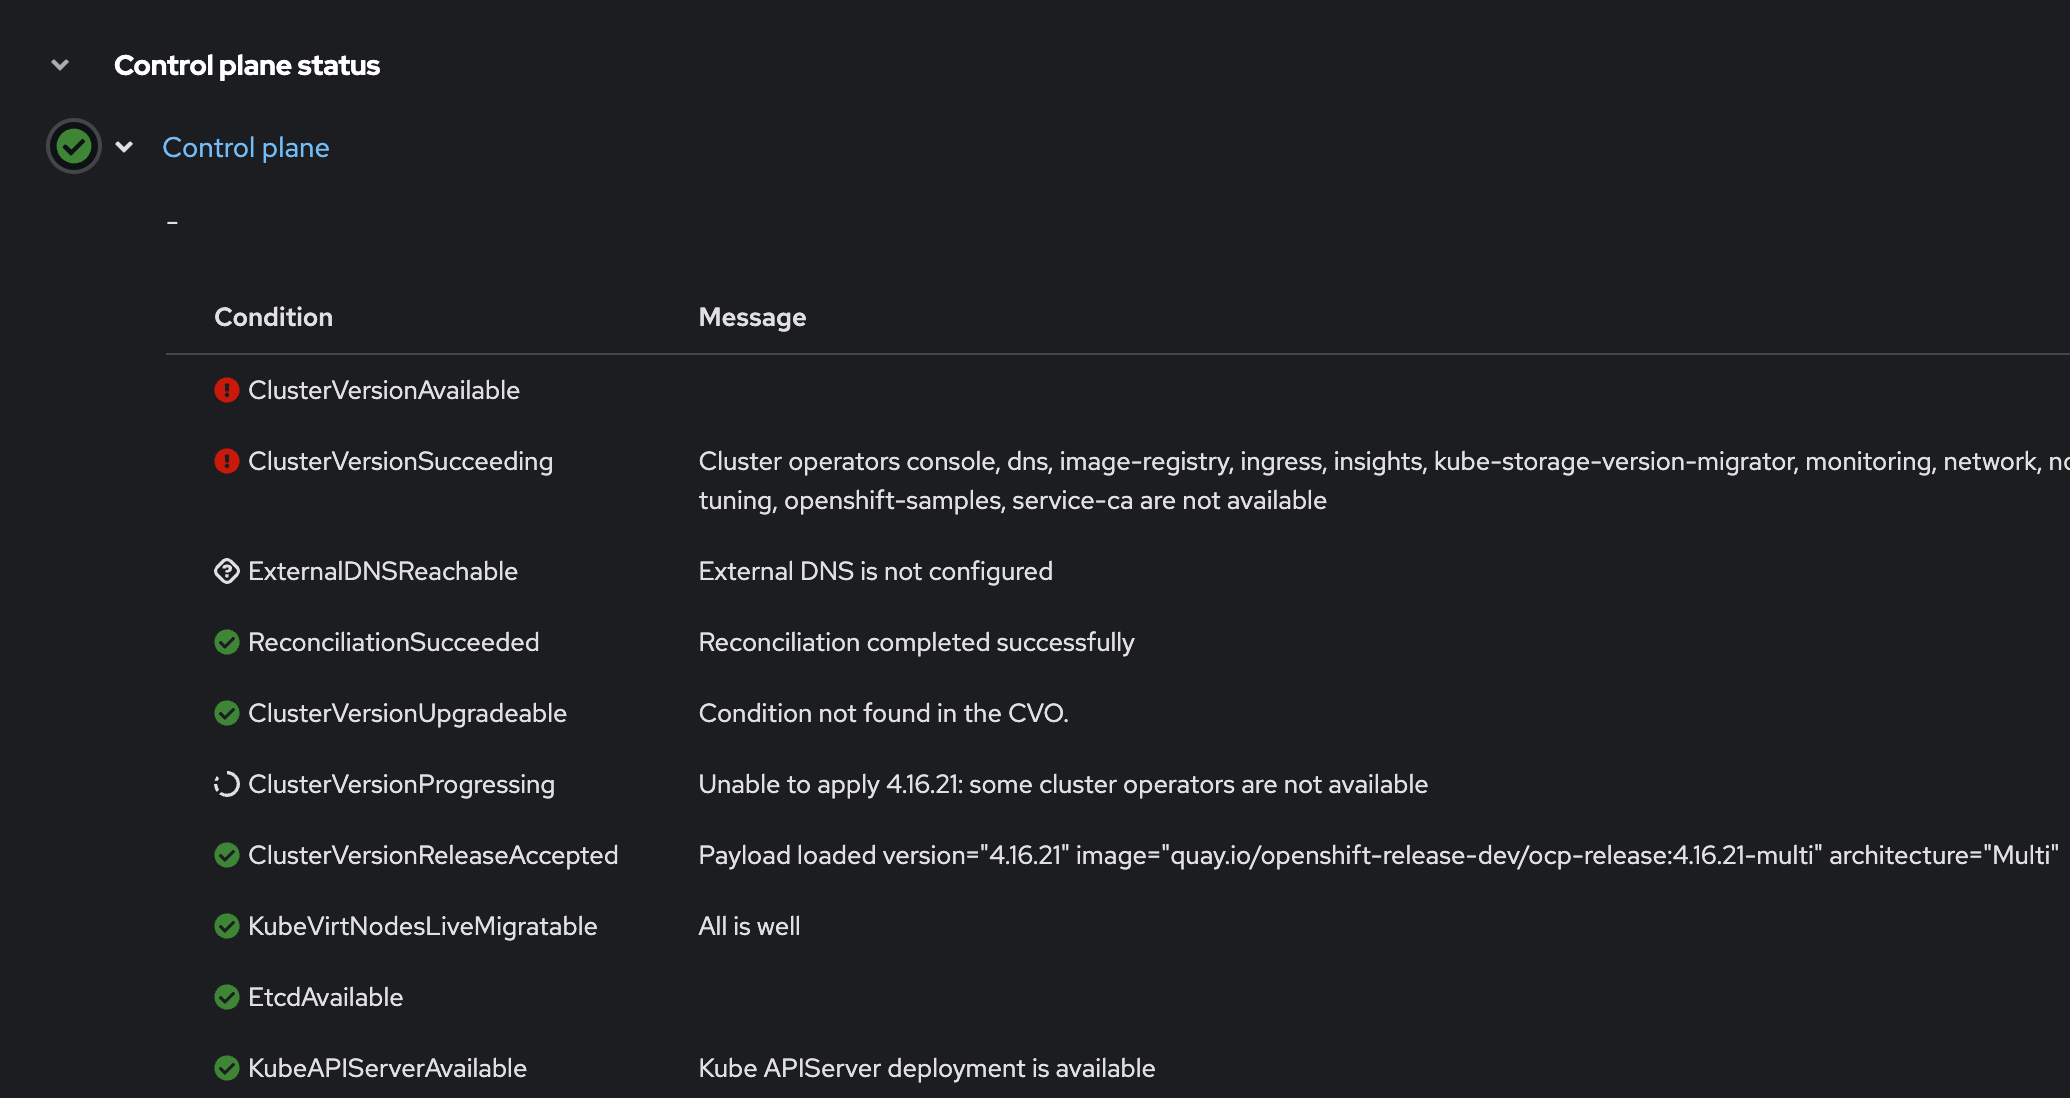 Control plane status
Control plane
-
Condition Message
ClusterVersionAvailable
ClusterVersionSucceeding Cluster operators console, dns, image-registry, ingress, insights, kube-storage-version-migrator, monitoring, network,
tuning, openshift-samples, service-ca are not available
ExternalDNSReachable External DNS is not configured
ReconciliationSucceeded Reconciliation completed successfully
ClusterVersionUpgradeable Condition not found in the CVO.
ClusterVersionProgressing Unable to apply 4.16.21: some cluster operators are not available
ClusterVersionReleaseAccepted Payload loaded version="4.16.21" image="quay.io/openshift-release-dev/ocp-release:4.16.21-multi" architecture="Multi"
KubeVirtNodesLiveMigratable All is well
EtcdAvailable
KubeAPIServerAvailable Kube APIServer deployment is available